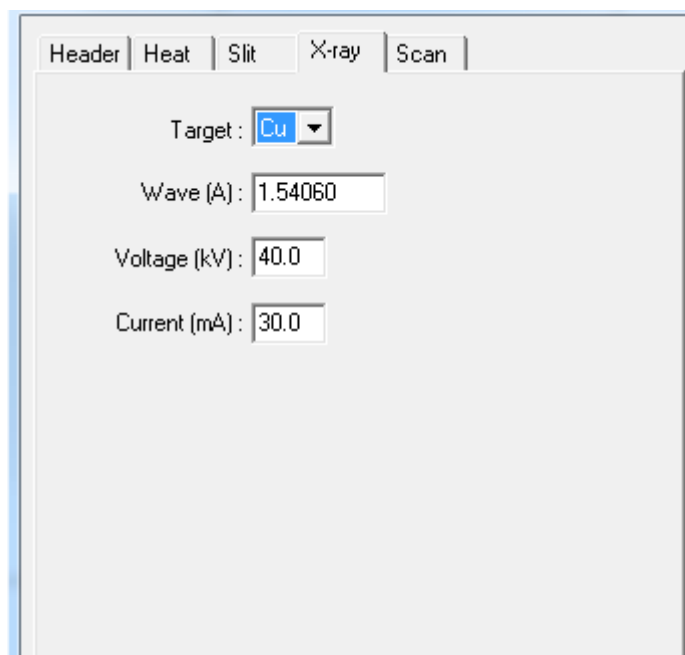 Header Heat Slit X-ray Scan
Target : Cu
Wave (A) : 1.54060
Voltage (kV) : 40.0
Current (mA) : 30.0